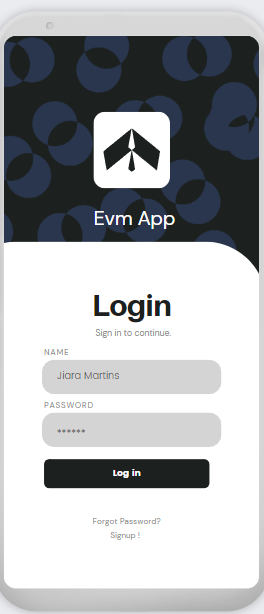 Evm App
Login
Sign in to continue.
NAME
Jiara Martins
PASSWORD
******
Log in
Forgot Password?
Signup !